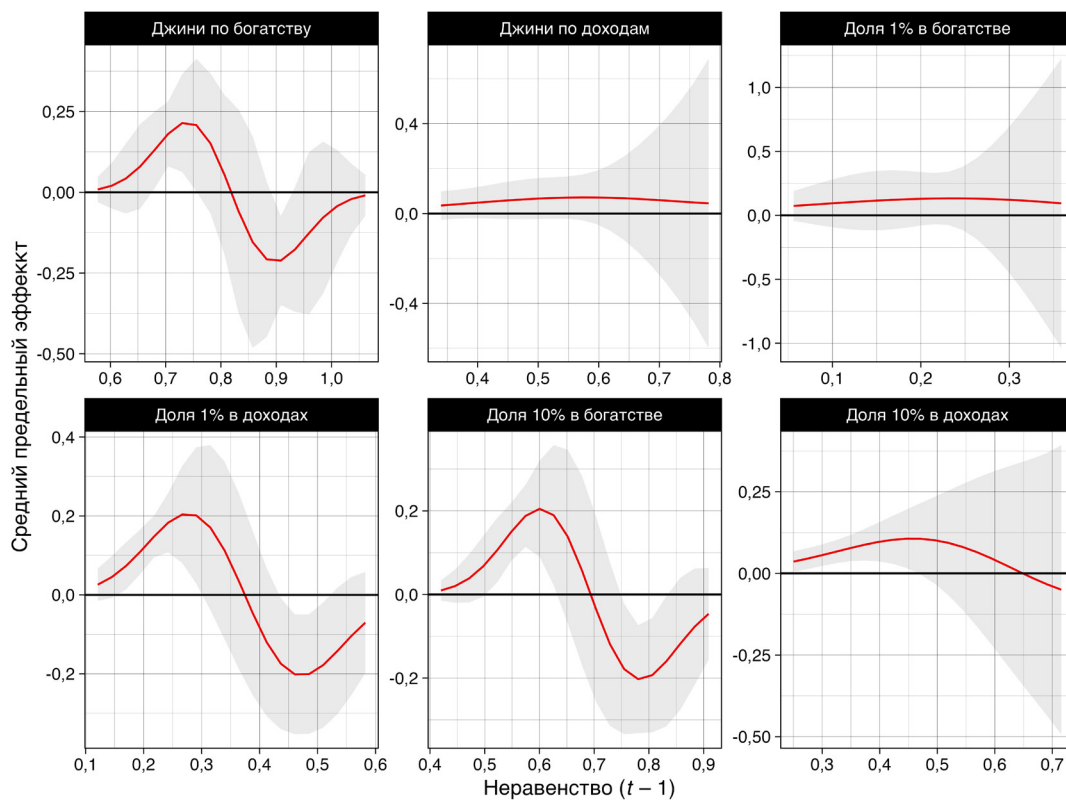 Джини по богатству
Джини по доходам
Доля 1% в богатстве
0,25
0,00
-0,25
-0,50
0,6 0,7 0,8 0,9 1,0
0,4
0,0
-0,4
0,4 0,5 0,6 0,7 0,8
1,0
0,5
0,0
-0,5
-1,0
0,1 0,2 0,3
Средний предельный эффеккт
Доля 1% в доходах
Доля 10% в богатстве
Доля 10% в доходах
0,4
0,2
0,0
-0,2
0,1 0,2 0,3 0,4 0,5 0,6
0,2
0,0
-0,2
0,4 0,5 0,6 0,7 0,8 0,9
0,25
0,00
-0,25
-0,50
0,3 0,4 0,5 0,6 0,7
Неравенство (t − 1)